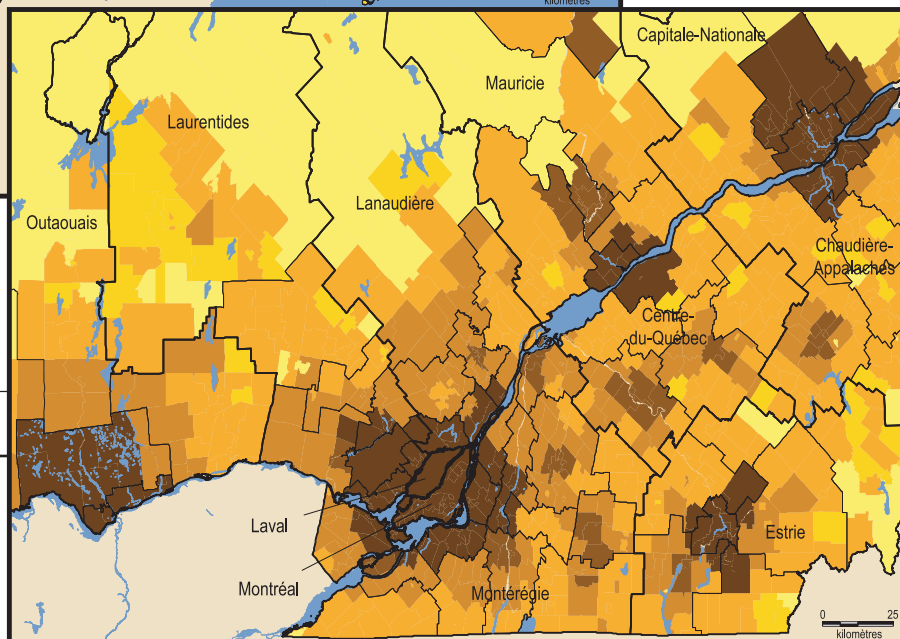 kilomètres
Capitale-Nationale
Mauricie
Laurentides
Lanaudière
Outaouais
Chaudière-
Appalaches
Centre-
du-Québec
Laval
Estrie
Montréal
Montérégie
0 25
kilomètres